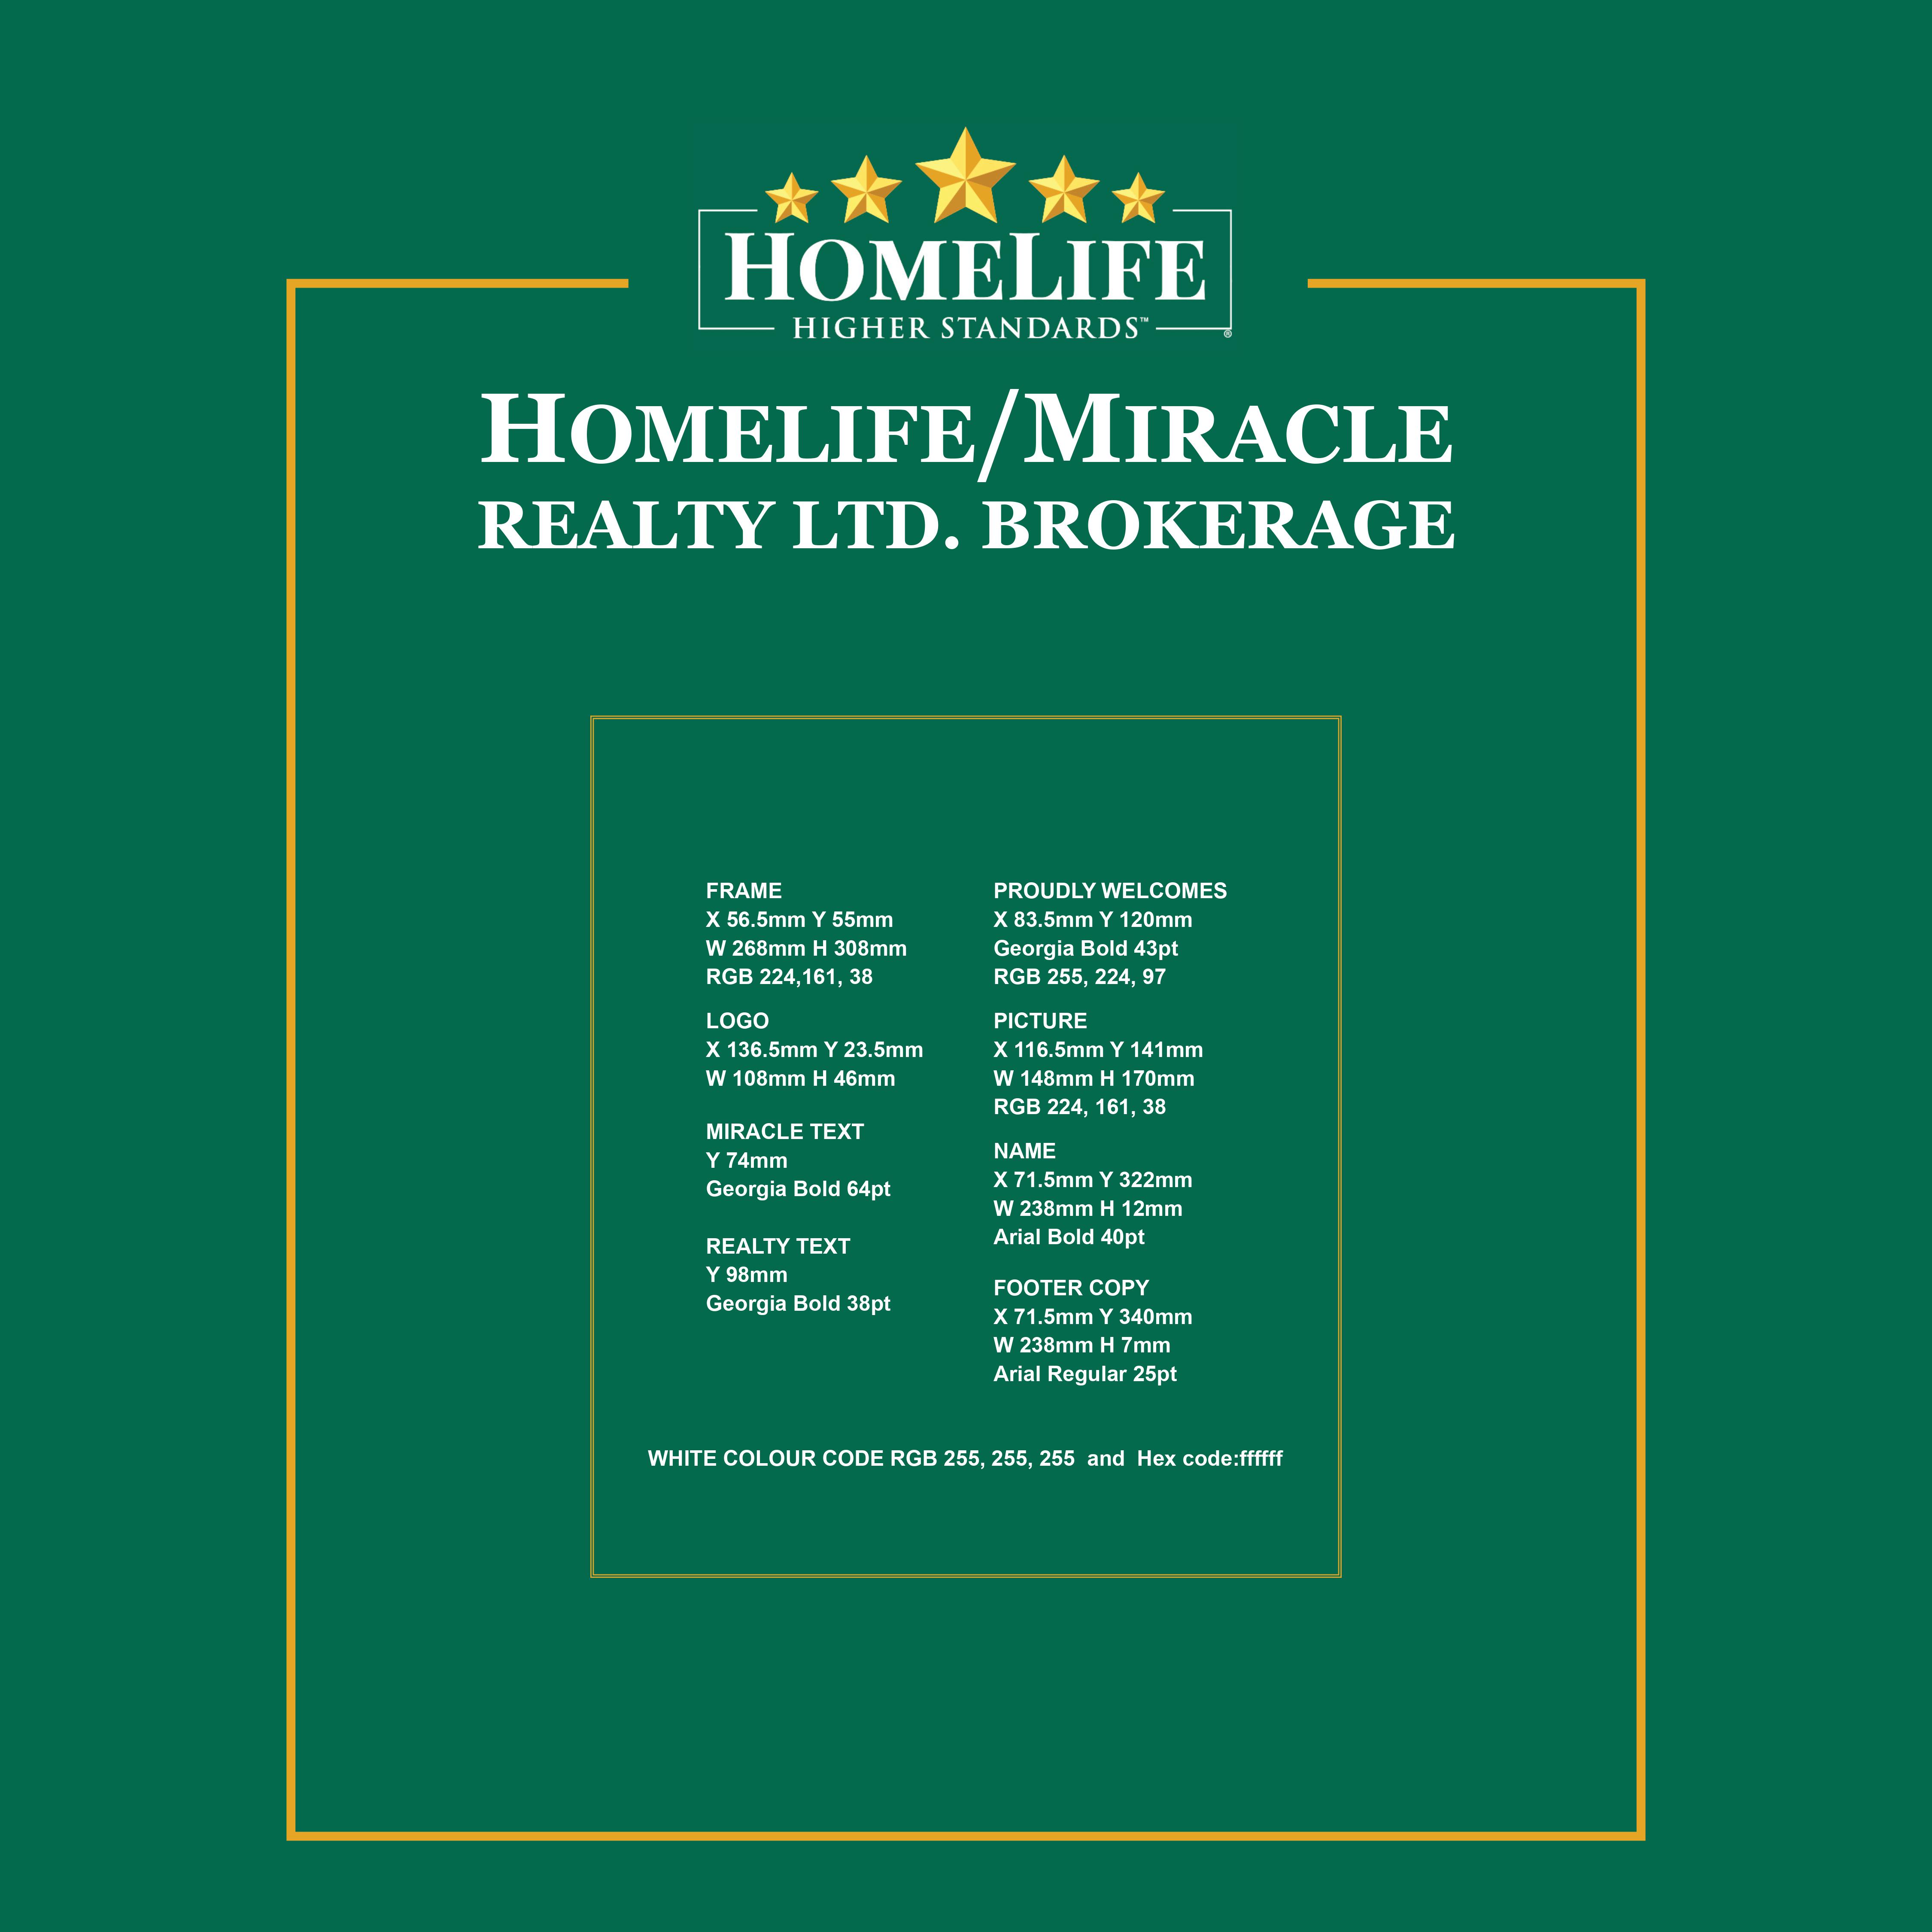 HOMELIFE
HIGHER STANDARDS™
®
HOMELIFE/MIRACLE
REALTY LTD. BROKERAGE
FRAME
X 56.5mm Y 55mm
W 268mm H 308mm
RGB 224,161, 38
LOGO
X 136.5mm Y 23.5mm
W 108mm H 46mm
MIRACLE TEXT
Y 74mm
Georgia Bold 64pt
REALTY TEXT
Y 98mm
Georgia Bold 38pt
PROUDLY WELCOMES
X 83.5mm Y 120mm
Georgia Bold 43pt
RGB 255, 224, 97
PICTURE
X 116.5mm Y 141mm
W 148mm H 170mm
RGB 224, 161, 38
NAME
X 71.5mm Y 322mm
W 238mm H 12mm
Arial Bold 40pt
FOOTER COPY
X 71.5mm Y 340mm
W 238mm H 7mm
Arial Regular 25pt
WHITE COLOUR CODE RGB 255, 255, 255  and  Hex code:ffffff